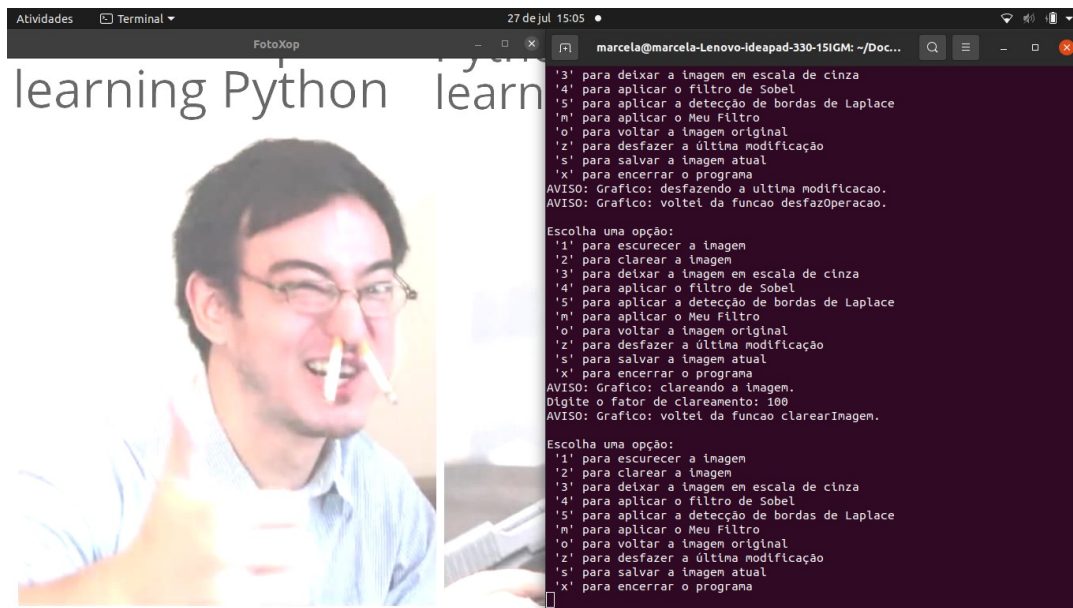 Atividades Terminal 27 de jul 15:05
FotoXop
learning Python learn
marcela@marcela-Lenovo-ideapad-330-15IGM: ~/Doc...
'3' para deixar a imagem em escala de cinza
'4' para aplicar o filtro de Sobel
'5' para aplicar a detecção de bordas de Laplace
'm' para aplicar o Meu Filtro
'o' para voltar a imagem original
'z' para desfazer a última modificação
's' para salvar a imagem atual
'x' para encerrar o programa
AVISO: Grafico: desfazendo a ultima modificacao.
AVISO: Grafico: voltei da funcao desfazOperacao.
Escolha uma opção:
'1' para escurecer a imagem
'2' para clarear a imagem
'3' para deixar a imagem em escala de cinza
'4' para aplicar o filtro de Sobel
'5' para aplicar a detecção de bordas de Laplace
'm' para aplicar o Meu Filtro
'o' para voltar a imagem original
'z' para desfazer a última modificação
's' para salvar a imagem atual
'x' para encerrar o programa
AVISO: Grafico: clareando a imagem.
Digite o fator de clareamento: 100
AVISO: Grafico: voltei da funcao clarearImagem.
Escolha uma opção:
'1' para escurecer a imagem
'2' para clarear a imagem
'3' para deixar a imagem em escala de cinza
'4' para aplicar o filtro de Sobel
'5' para aplicar a detecção de bordas de Laplace
'm' para aplicar o Meu Filtro
'o' para voltar a imagem original
'z' para desfazer a última modificação
's' para salvar a imagem atual
'x' para encerrar o programa